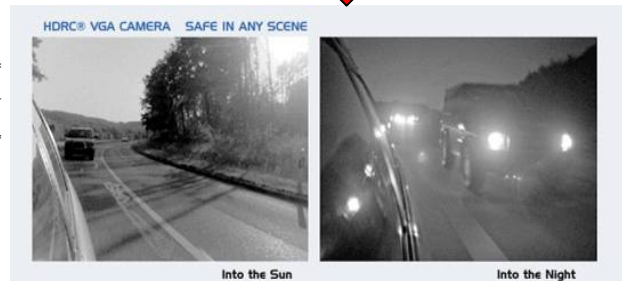 HDRC® VGA CAMERA SAFE IN ANY SCENE
Into the Sun
Into the Night